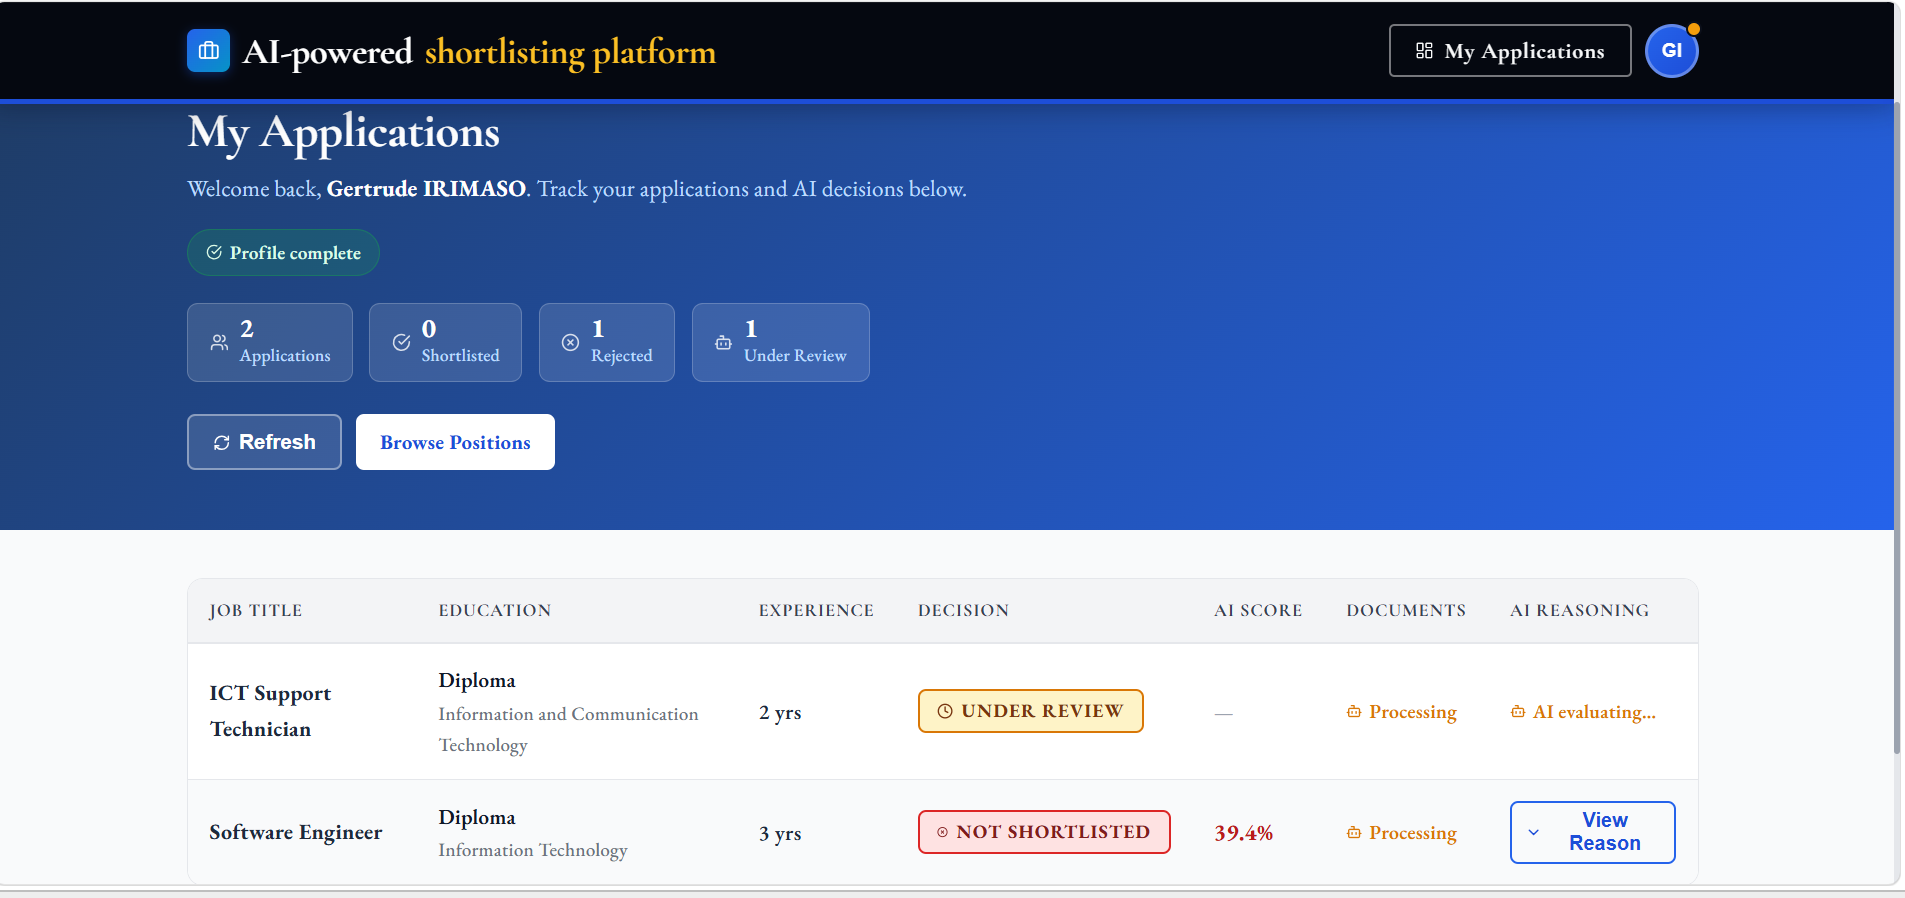 AI-powered shortlisting platform
My Applications
GI
My Applications
Welcome back, Gertrude IRIMASO. Track your applications and AI decisions below.
Profile complete
2
Applications
0
Shortlisted
1
Rejected
1
Under Review
Refresh
Browse Positions
JOB TITLE EDUCATION EXPERIENCE DECISION AI SCORE DOCUMENTS AI REASONING
ICT Support
Technician
Diploma
Information and Communication
Technology
2 yrs
UNDER REVIEW
—
Processing
AI evaluating...
Software Engineer
Diploma
Information Technology
3 yrs
NOT SHORTLISTED
39.4%
Processing
View
Reason